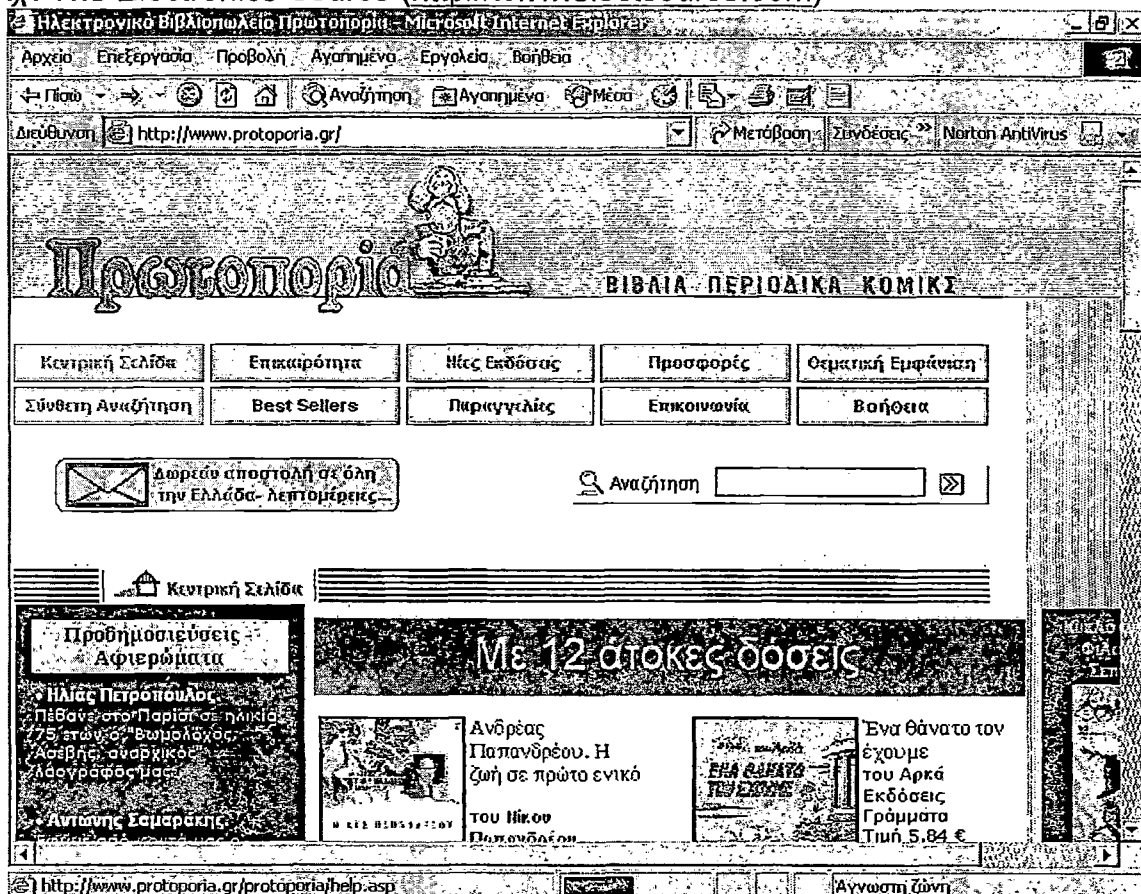 Ηλεκτρονικό Βιβλιοπωλείο Πρωτοπορία - Microsoft Internet Explorer
Αρχείο Επεξεργασία Προβολή Αγαπημένα Εργαλεία Βοήθεια
Πίσω Αναζήτηση Αγαπημένα Μέσα
Διεύθυνση http://www.protoporia.gr/ Μετάβαση Συνδέσεις » Norton AntiVirus
Πρωτοπορία
ΒΙΒΛΙΑ ΠΕΡΙΟΔΙΚΑ ΚΟΜΙΚΣ
Κεντρική Σελίδα Επικαιρότητα Νέες Εκδόσεις Προσφορές Θεματική Εμφάνιση
Σύνθετη Αναζήτηση Best Sellers Παραγγελίες Επικοινωνία Βοήθεια
Δωρεάν αποστολή σε όλη
την Ελλάδα- λεπτομέρειες...
Αναζήτηση
Κεντρική Σελίδα
Προδημοσιεύσεις -
Αφιερώματα
• Ηλίας Πετρόπουλος
Πέθανε στο Παρίσι σε ηλικία
75 ετών ο "Βωμολόχος,
Ασεβής, αναρχικός
λαογράφος μας
• Αντώνης Σαμαράκης
Με 12 άτοκες δόσεις
Ανδρέας
Παπανδρέου. Η
ζωή σε πρώτο ενικό
του Νίκου
Παπανδρέου
ΕΝΑ ΘΑΝΑΤΟ
ΤΟΝ ΕΧΟΥΜΕ
Ένα θάνατο τον
έχουμε
του Αρκά
Εκδόσεις
Γράμματα
Τιμή 5.84 €
http://www.protoporia.gr/protoporia/help.asp Άγνωστη ζώνη